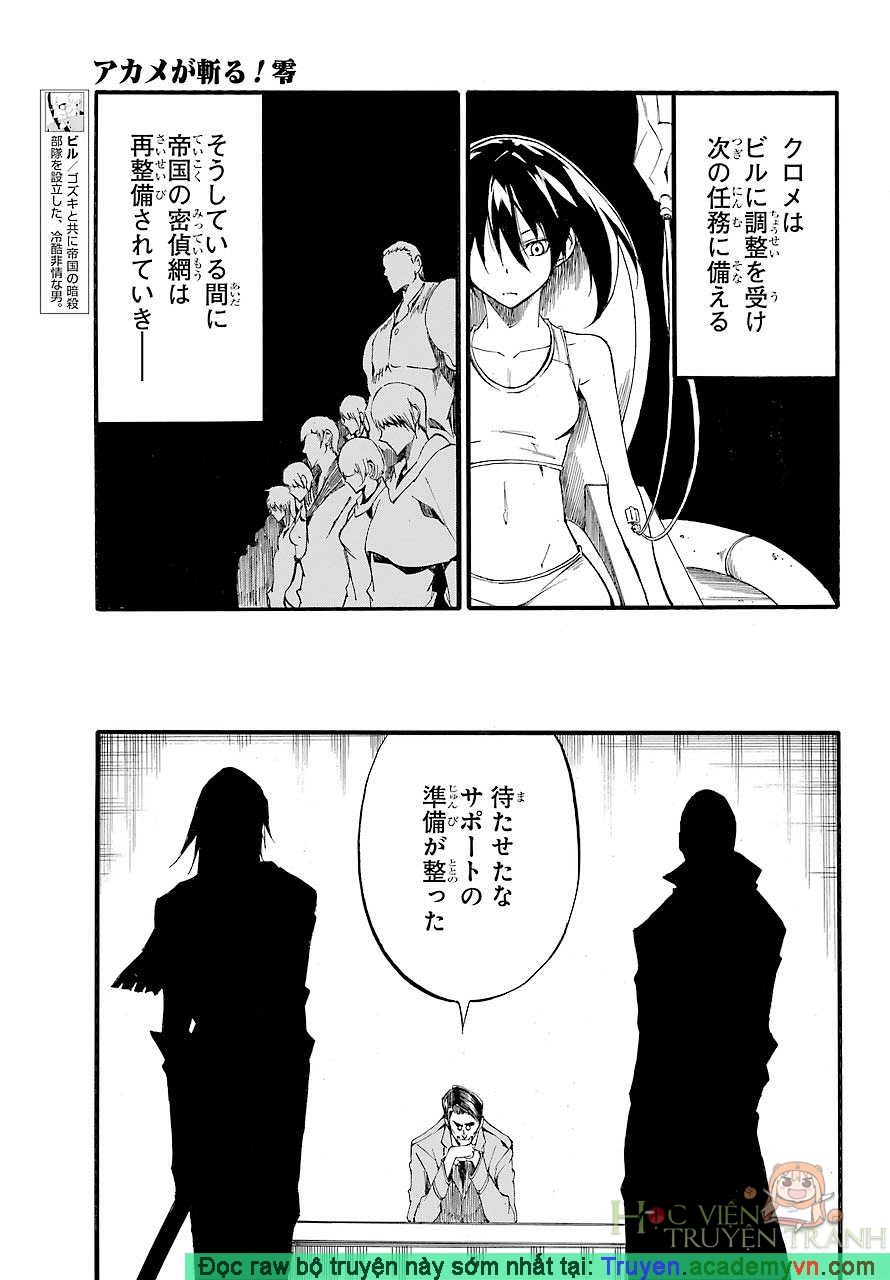 アカメが斬る!零
クロメは
ビルに調整を受け
次の任務に備える
そうしている間に
帝国の密偵網は
再整備されていき――
ビル/ゴズキと共に帝国の暗殺
部隊を設立した、冷酷非情な男。
待たせたな
サポートの
準備が整った
HỌC VIỆN
TRUYỆN TRANH
Đọc raw bộ truyện này sớm nhất tại: Truyen.academyvn.com